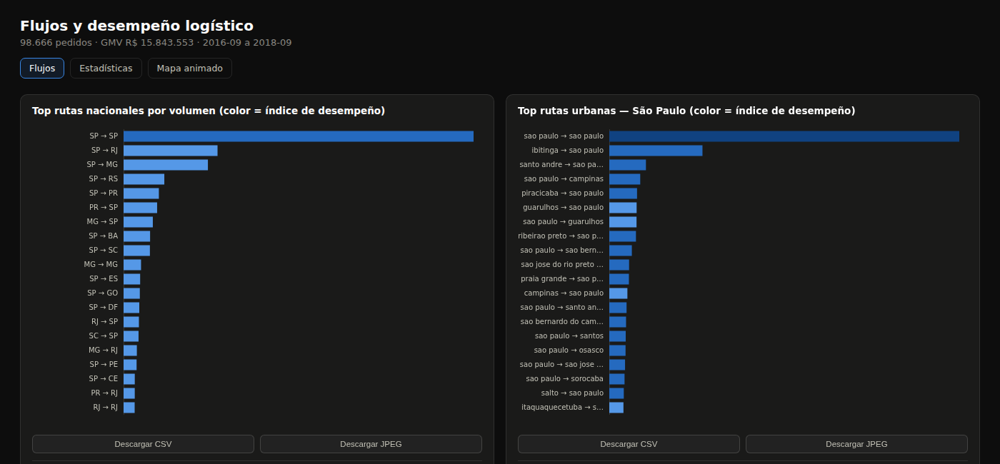 Flujos y desempeño logístico
98.666 pedidos · GMV R$ 15.843.553 · 2016-09 a 2018-09
Flujos
Estadísticas
Mapa animado
Top rutas nacionales por volumen (color = índice de desempeño)
SP → SP
SP → RJ
SP → MG
SP → RS
SP → PR
PR → SP
MG → SP
SP → BA
SP → SC
MG → MG
SP → ES
SP → GO
SP → DF
RJ → SP
SC → SP
MG → RJ
SP → PE
SP → CE
PR → RJ
RJ → RJ
Descargar CSV
Descargar JPEG
Top rutas urbanas — São Paulo (color = índice de desempeño)
sao paulo → sao paulo
ibitinga → sao paulo
santo andre → sao pa...
sao paulo → campinas
piracicaba → sao paulo
guarulhos → sao paulo
sao paulo → guarulhos
ribeirao preto → sao p...
sao paulo → sao bern...
sao jose do rio preto ...
praia grande → sao p...
campinas → sao paulo
sao paulo → santo an...
sao bernardo do cam...
sao paulo → santos
sao paulo → osasco
sao paulo → sao jose ...
sao paulo → sorocaba
salto → sao paulo
itaquaquecetuba → s...
Descargar CSV
Descargar JPEG